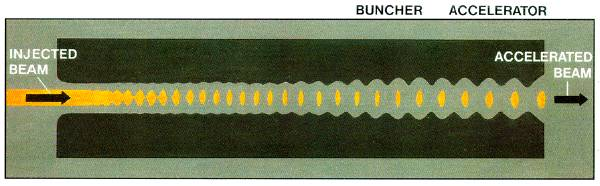 BUNCHER ACCELERATOR
INJECTED
BEAM
ACCELERATED
BEAM